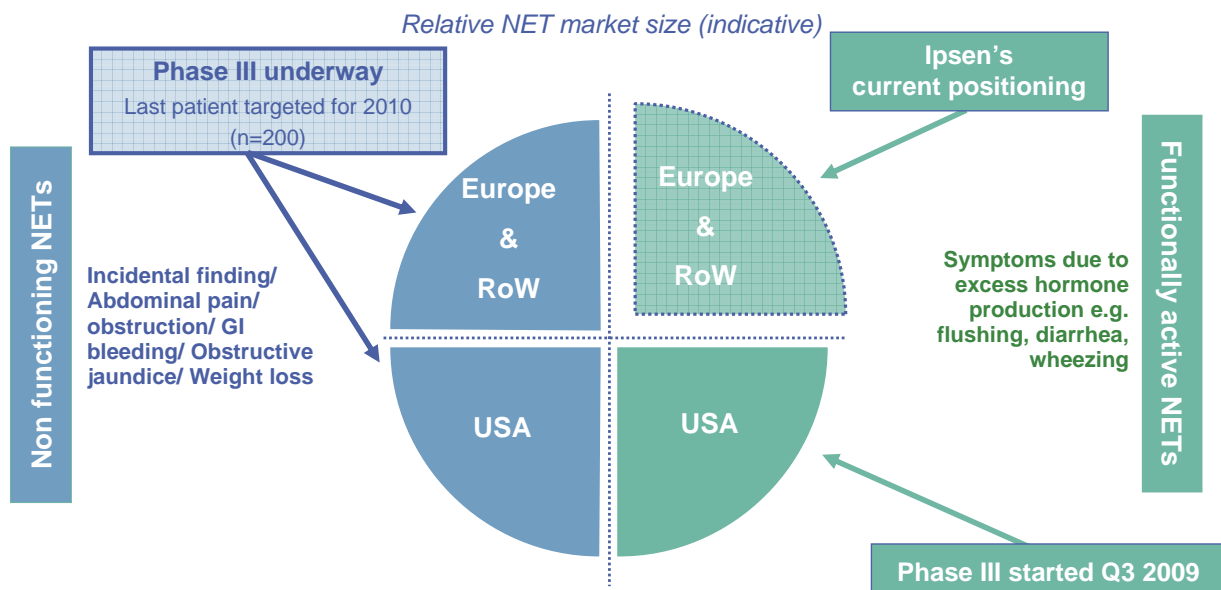 Relative NET market size (indicative)
Phase III underway
Last patient targeted for 2010
(n=200)
Ipsen’s
current positioning
Non functioning NETs
Incidental finding/
Abdominal pain/
obstruction/ GI
bleeding/ Obstructive
jaundice/ Weight loss
Europe
&
RoW
Europe
&
RoW
Symptoms due to
excess hormone
production e.g.
flushing, diarrhea,
wheezing
Functionally active NETs
USA
USA
Phase III started Q3 2009